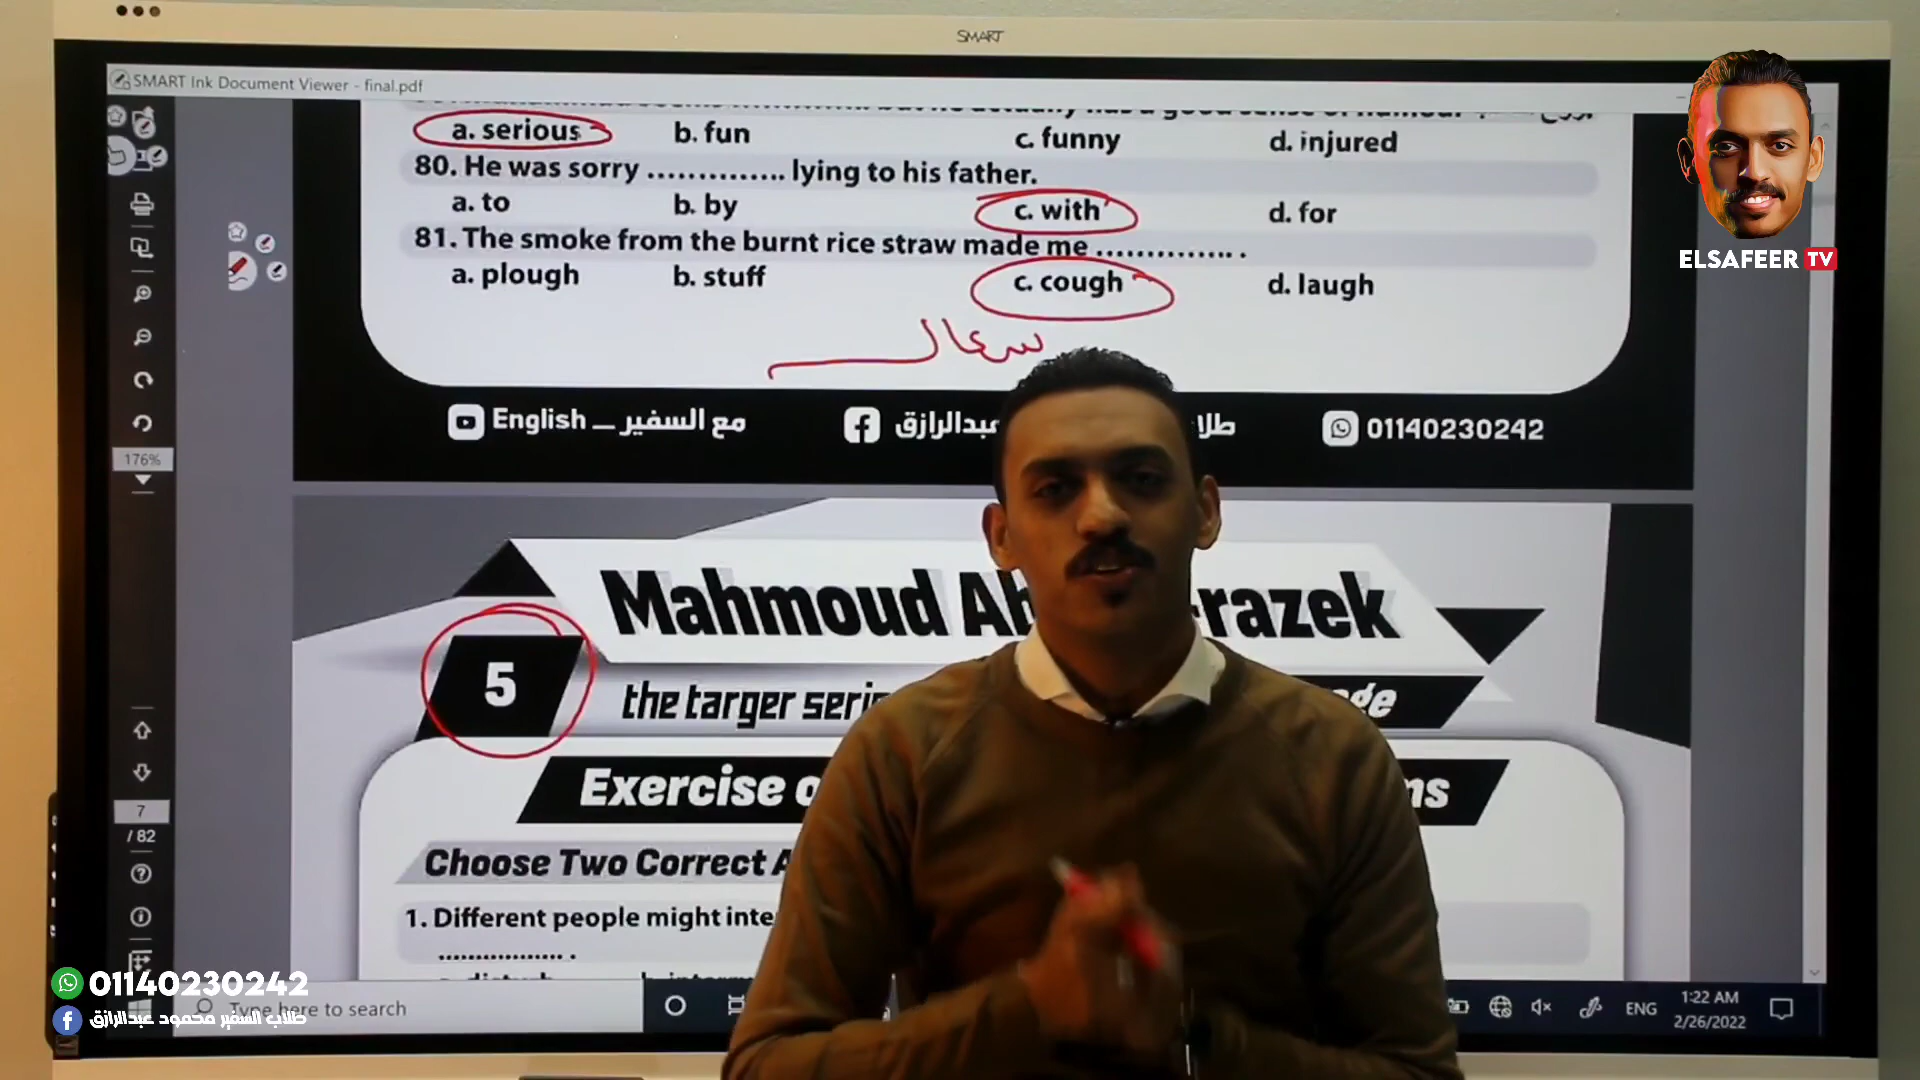 SMART
SMART Ink Document Viewer - final.pdf
a. serious b. fun c. funny d. injured
80. He was sorry ............. lying to his father.
a. to b. by c. with d. for
81. The smoke from the burnt rice straw made me .............. .
a. plough b. stuff c. cough d. laugh
سعال
English – مع السفير
طلا عبدالرازق
01140230242
176%
Mahmoud Ab razek
5
the targer seri ge
Exercise o ns
Choose Two Correct A
1. Different people might inte
................. .
7
/ 82
Type here to search
ENG
1:22 AM
2/26/2022
ELSAFEER TV
01140230242
طلاب السفير محمود عبدالرازق